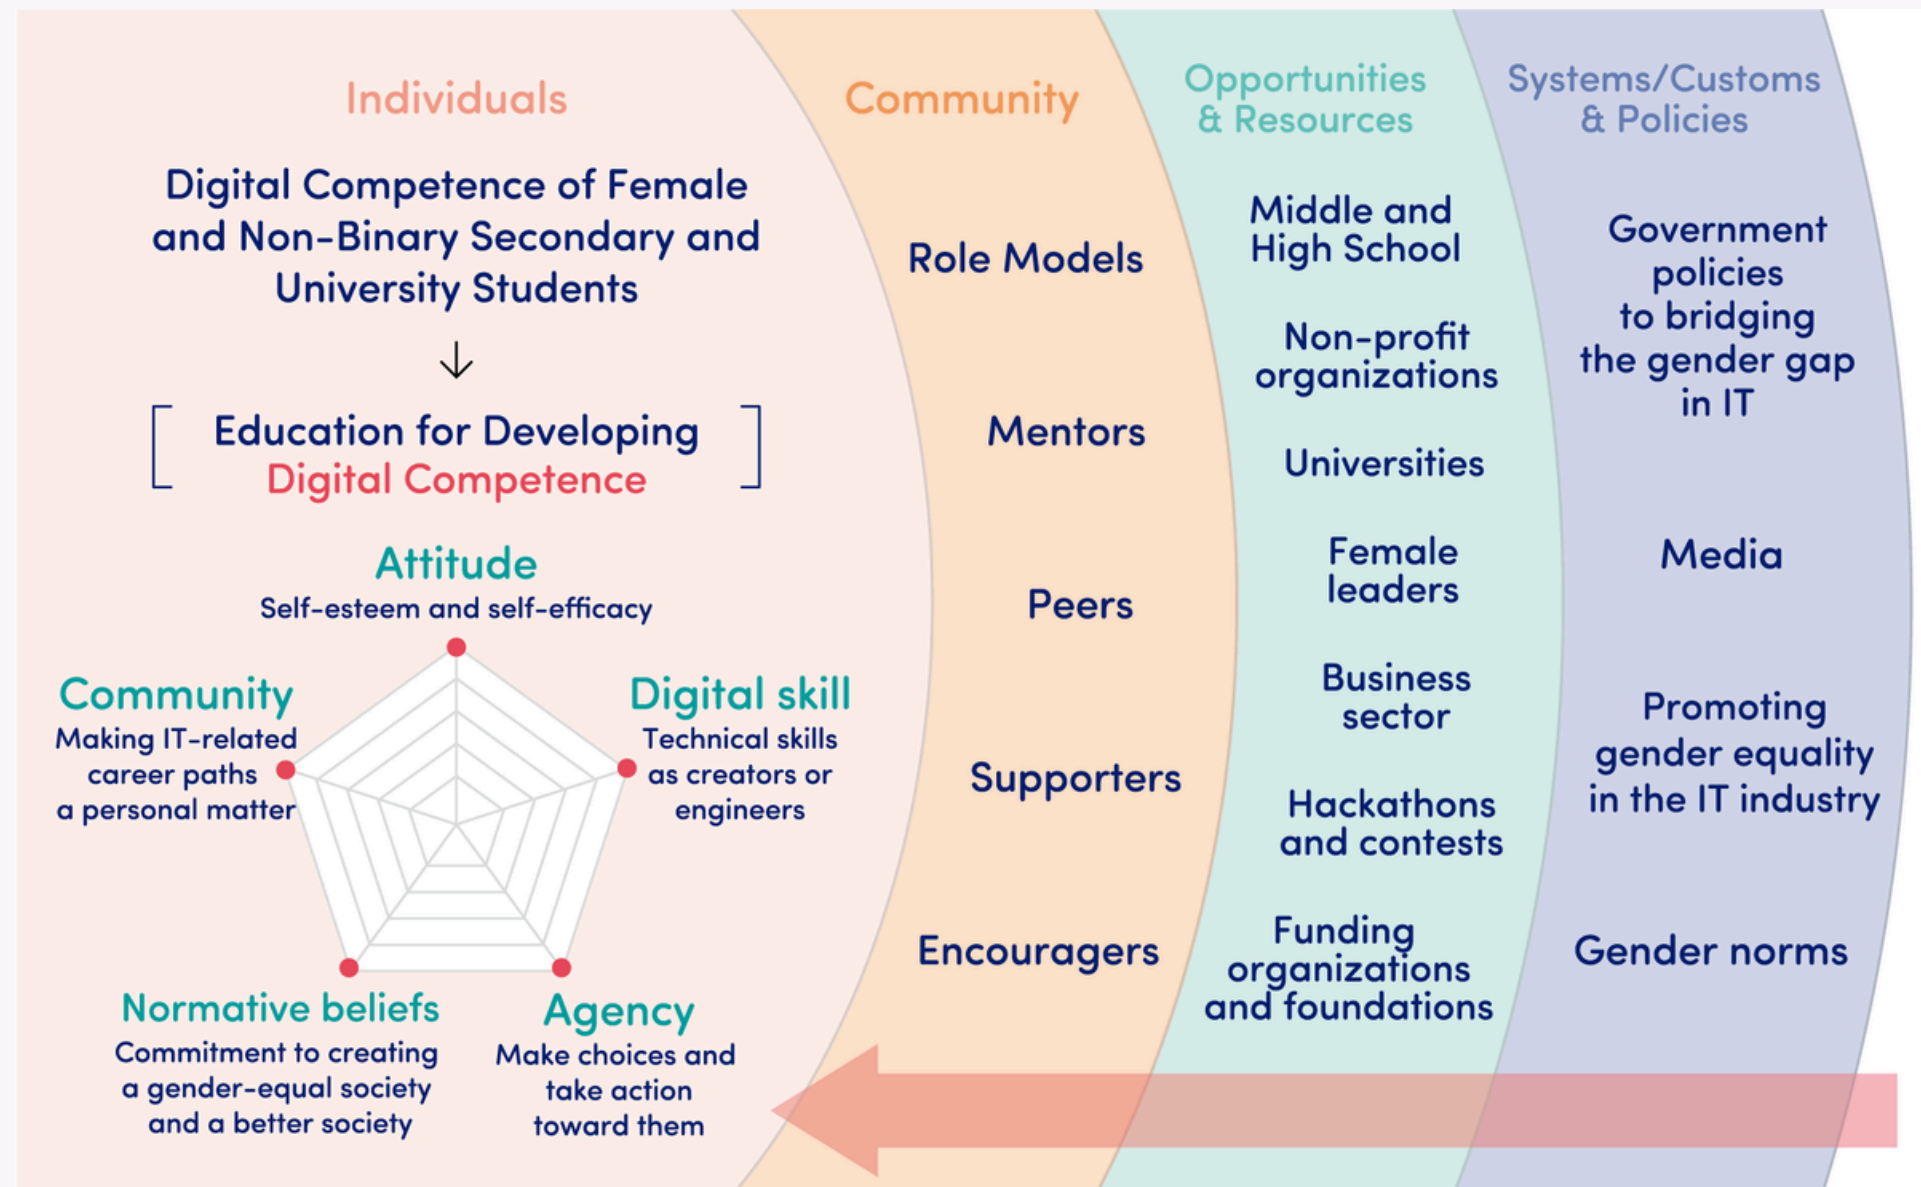 Individuals
Digital Competence of Female
and Non-Binary Secondary and
University Students
Education for Developing
Digital Competence
Attitude
Self-esteem and self-efficacy
Community
Making IT-related
career paths
a personal matter
Digital skill
Technical skills
as creators or
engineers
Normative beliefs
Commitment to creating
a gender-equal society
and a better society
Agency
Make choices and
take action
toward them
Community
Role Models
Mentors
Peers
Supporters
Encouragers
Opportunities
& Resources
Middle and
High School
Non-profit
organizations
Universities
Female
leaders
Business
sector
Hackathons
and contests
Funding
organizations
and foundations
Systems/Customs
& Policies
Government
policies
to bridging
the gender gap
in IT
Media
Promoting
gender equality
in the IT industry
Gender norms